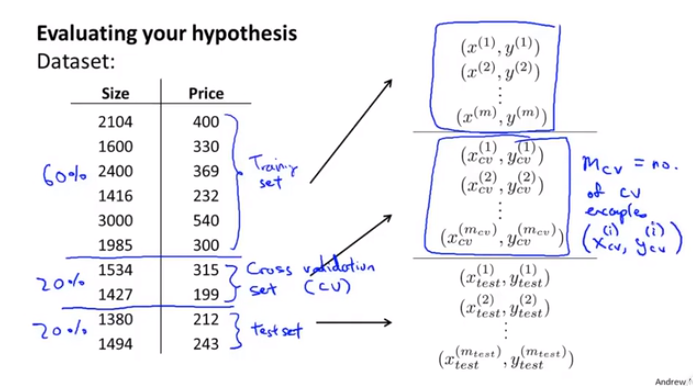 Evaluating your hypothesis
Dataset:
Size Price
2104 400
1600 330
2400 369
1416 232
3000 540
1985 300
1534 315
1427 199
1380 212
1494 243
60%
20%
20%
Training set
Cross validation set (CV)
test set
(x^{(1)}, y^{(1)})
(x^{(2)}, y^{(2)})
⋮
(x^{(m)}, y^{(m)})
(x_{cv}^{(1)}, y_{cv}^{(1)})
(x_{cv}^{(2)}, y_{cv}^{(2)})
⋮
(x_{cv}^{(m_{cv})}, y_{cv}^{(m_{cv})})
m_{cv} = no.
of CV
examples
(x_{cv}^{(i)}, y_{cv}^{(i)})
(x_{test}^{(1)}, y_{test}^{(1)})
(x_{test}^{(2)}, y_{test}^{(2)})
⋮
(x_{test}^{(m_{test})}, y_{test}^{(m_{test})})
Andrew